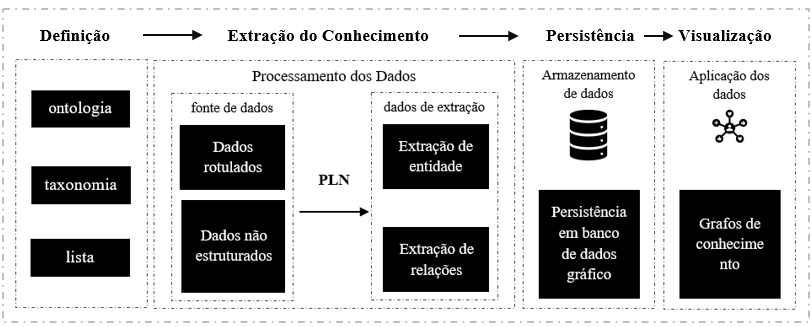 Definição
Extração do Conhecimento
Persistência
Visualização
ontologia
taxonomia
lista
Processamento dos Dados
fonte de dados
Dados
rotulados
Dados não
estruturados
PLN
dados de extração
Extração de
entidade
Extração de
relações
Armazenamento
de dados
Persistência
em banco
de dados
gráfico
Aplicação dos
dados
Grafos de
conhecime
nto